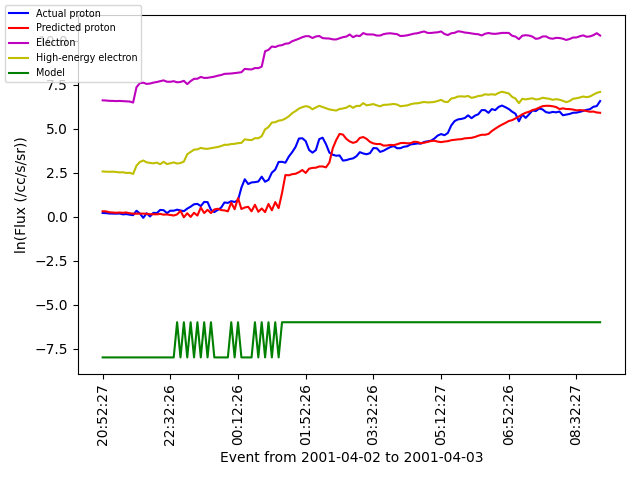 Actual proton
Predicted proton
Electron
High-energy electron
Model
7.5
5.0
2.5
0.0
−2.5
−5.0
−7.5
ln(Flux (/cc/s/sr))
20:52:27
22:32:26
00:12:26
01:52:26
03:32:26
05:12:27
06:52:26
08:32:27
Event from 2001-04-02 to 2001-04-03